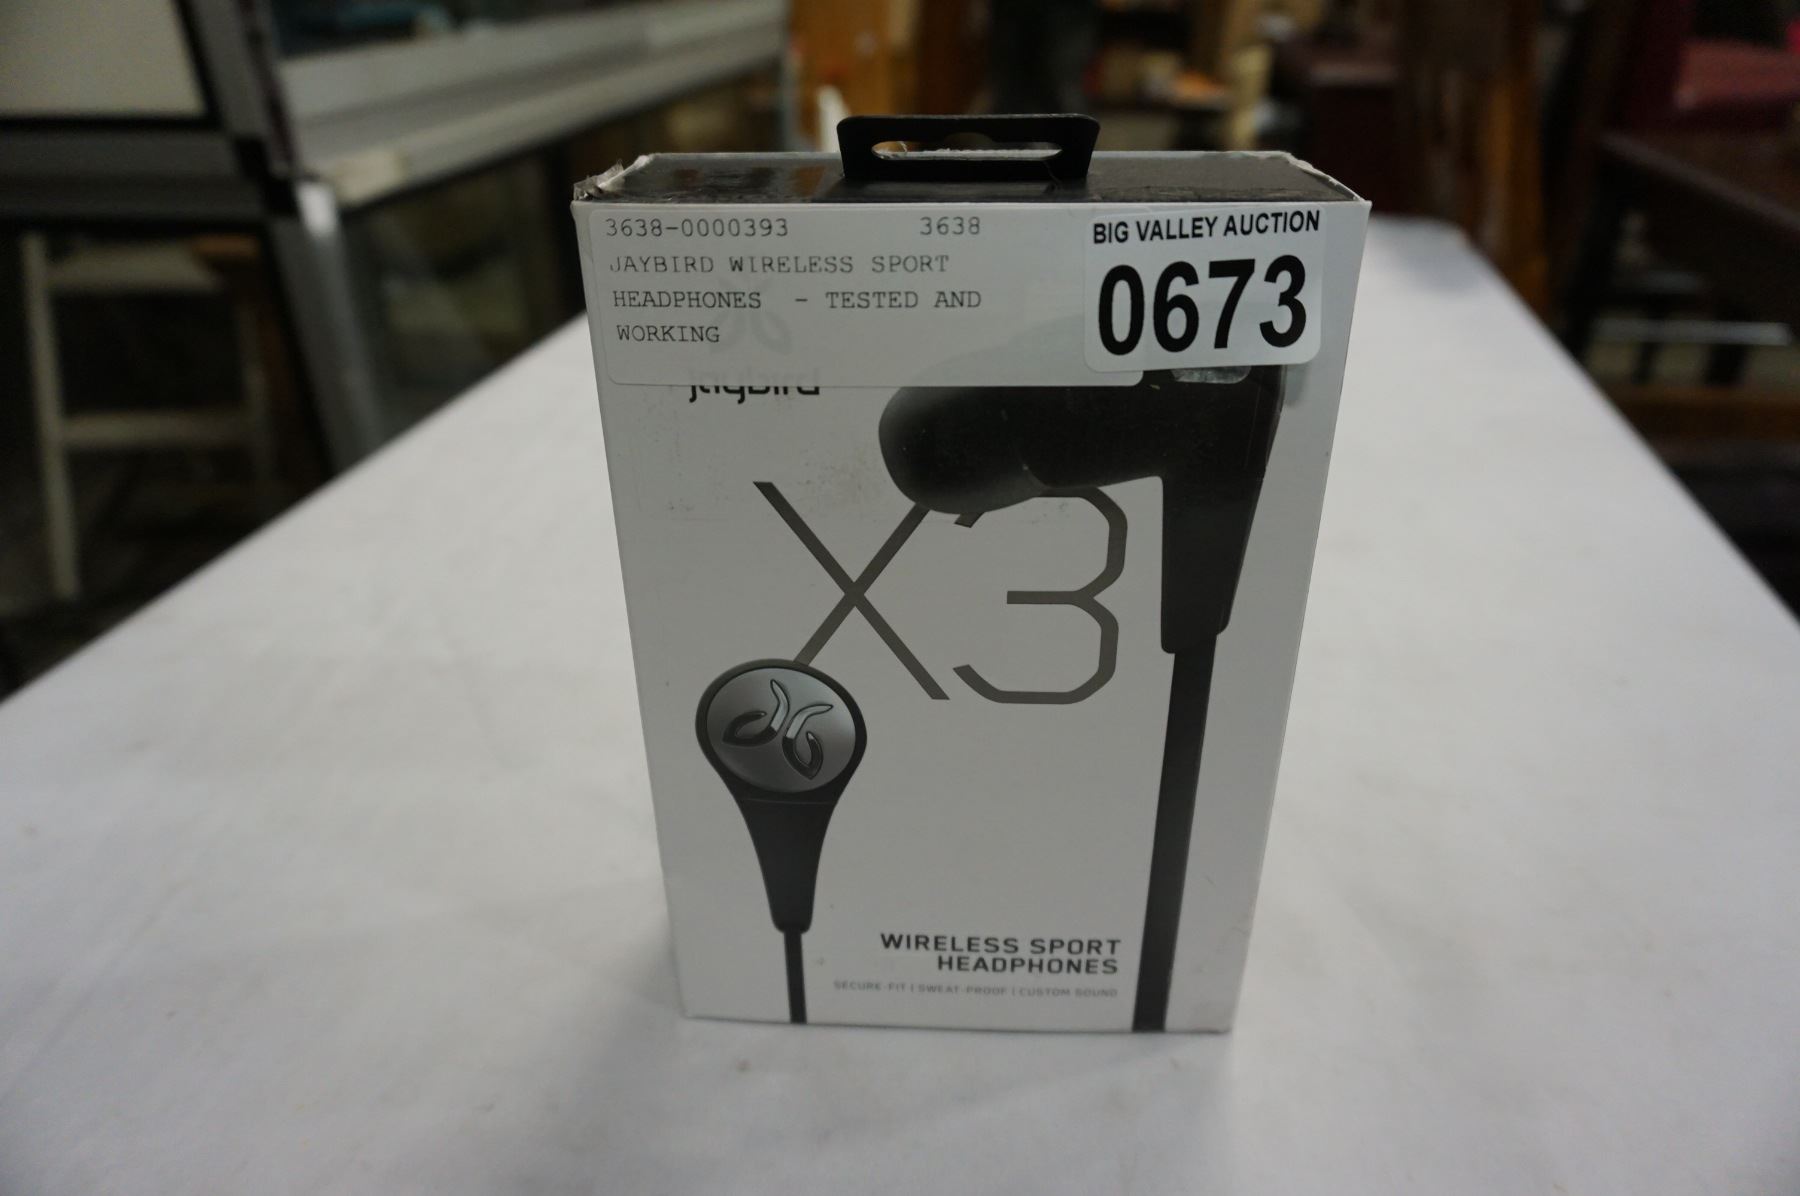 3638-0000393 3638
JAYBIRD WIRELESS SPORT
HEADPHONES - TESTED AND
WORKING
BIG VALLEY AUCTION
0673
jaybird
X3
WIRELESS SPORT
HEADPHONES
SECURE-FIT | SWEAT-PROOF | CUSTOM SOUND